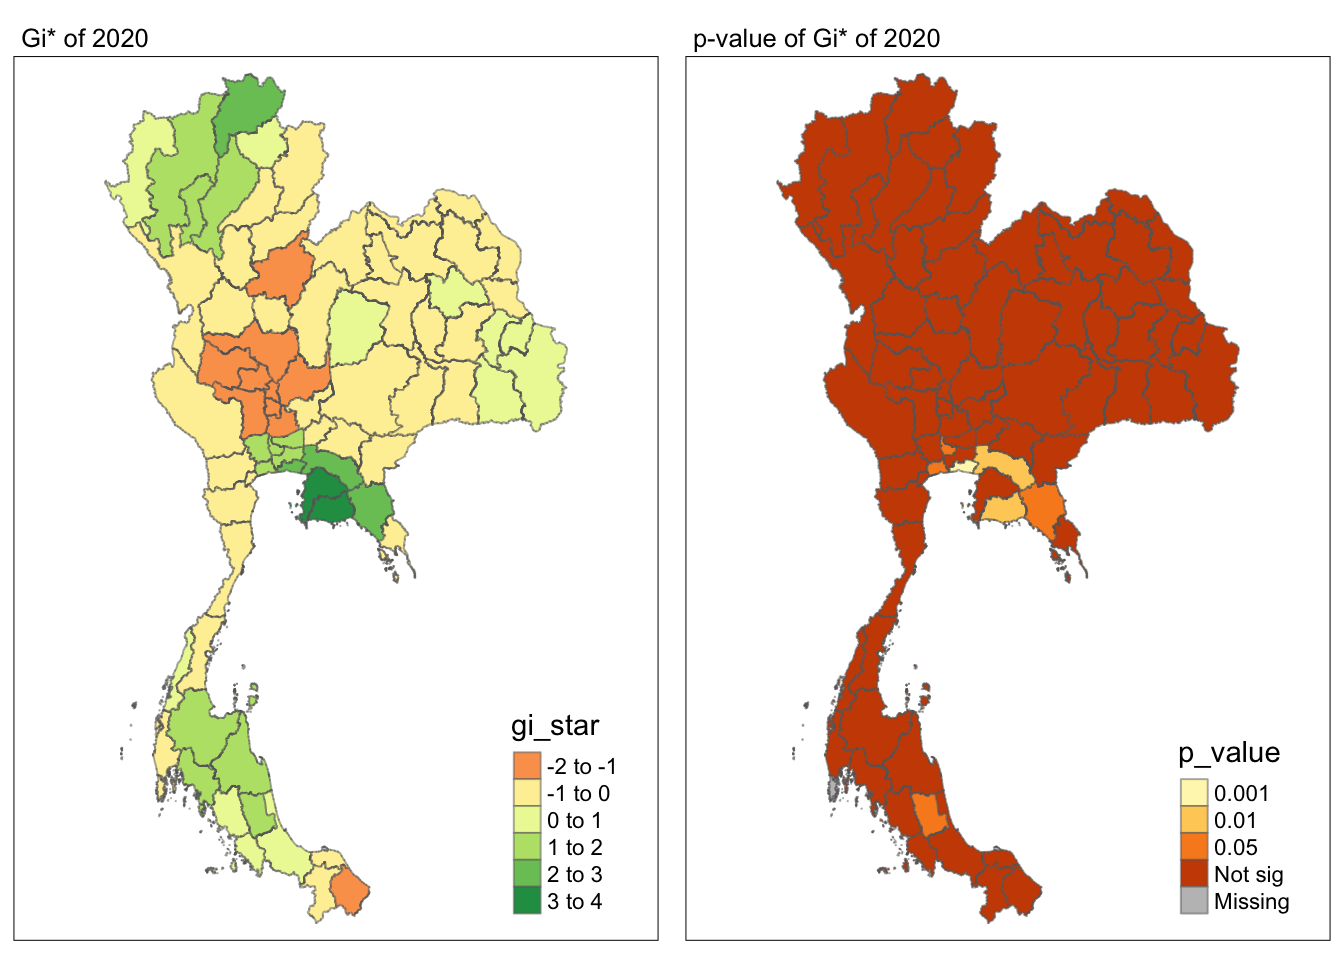 Gi* of 2020
gi_star
-2 to -1
-1 to 0
0 to 1
1 to 2
2 to 3
3 to 4
p-value of Gi* of 2020
p_value
0.001
0.01
0.05
Not sig
Missing